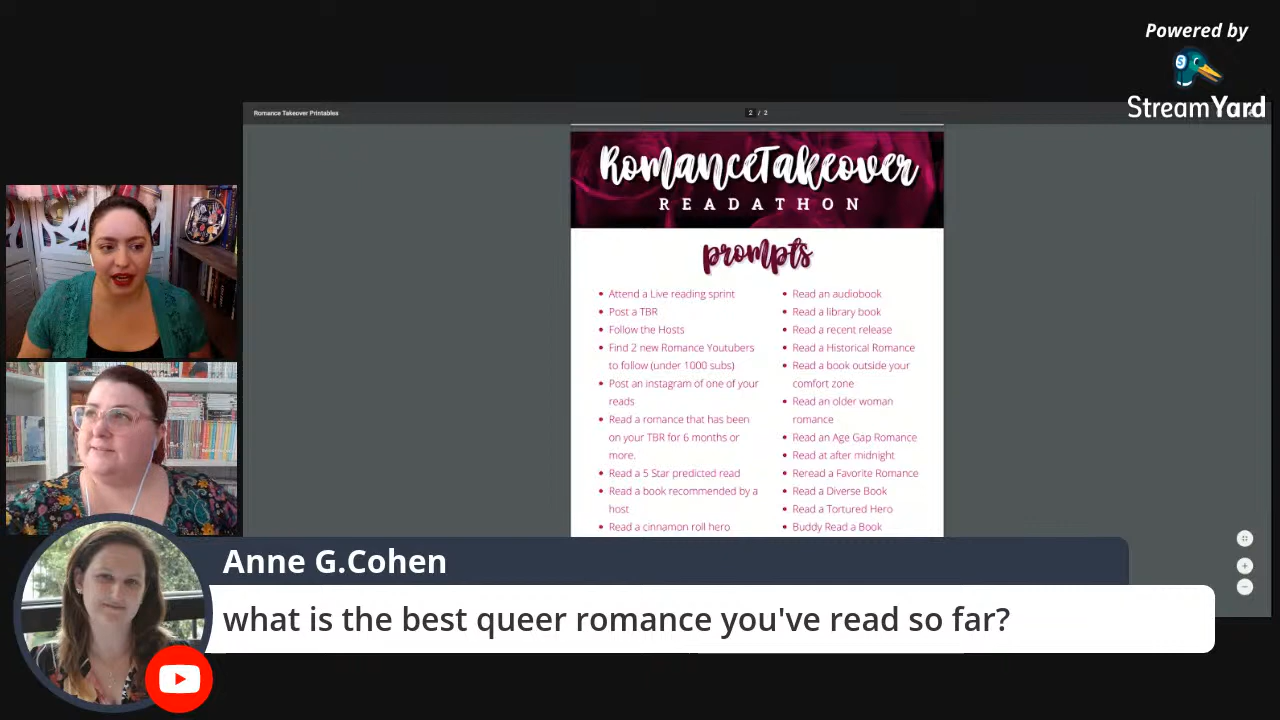 Powered by
StreamYard
Romance Takeover Printables
2 / 2
RomanceTakeover
READATHON
prompts
• Attend a Live reading sprint
• Post a TBR
• Follow the Hosts
• Find 2 new Romance Youtubers
to follow (under 1000 subs)
• Post an instagram of one of your
reads
• Read a romance that has been
on your TBR for 6 months or
more.
• Read a 5 Star predicted read
• Read a book recommended by a
host
• Read a cinnamon roll hero
• Read an audiobook
• Read a library book
• Read a recent release
• Read a Historical Romance
• Read a book outside your
comfort zone
• Read an older woman
romance
• Read an Age Gap Romance
• Read at after midnight
• Reread a Favorite Romance
• Read a Diverse Book
• Read a Tortured Hero
• Buddy Read a Book
Anne G.Cohen
what is the best queer romance you've read so far?